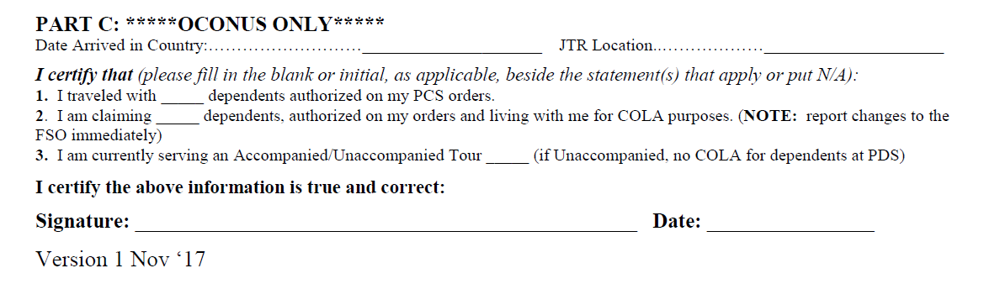 PART C: *****OCONUS ONLY*****
Date Arrived in Country:…………………………______________________ JTR Location..…………………______________________
I certify that (please fill in the blank or initial, as applicable, beside the statement(s) that apply or put N/A):
1. I traveled with _____ dependents authorized on my PCS orders.
2. I am claiming _____ dependents, authorized on my orders and living with me for COLA purposes. (NOTE: report changes to the
FSO immediately)
3. I am currently serving an Accompanied/Unaccompanied Tour _____ (if Unaccompanied, no COLA for dependents at PDS)
I certify the above information is true and correct:
Signature: _____________________________________________ Date: _______________
Version 1 Nov ‘17